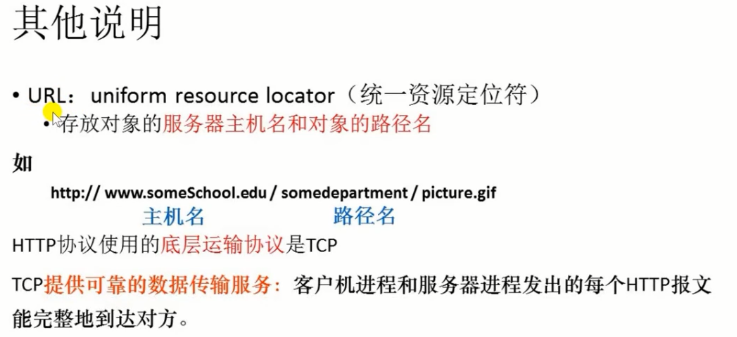 其他说明
• URL：uniform resource locator（统一资源定位符）
• 存放对象的服务器主机名和对象的路径名
如
http:// www.someSchool.edu / somedepartment / picture.gif
主机名 路径名
HTTP协议使用的底层运输协议是TCP
TCP提供可靠的数据传输服务：客户机进程和服务器进程发出的每个HTTP报文
能完整地到达对方。